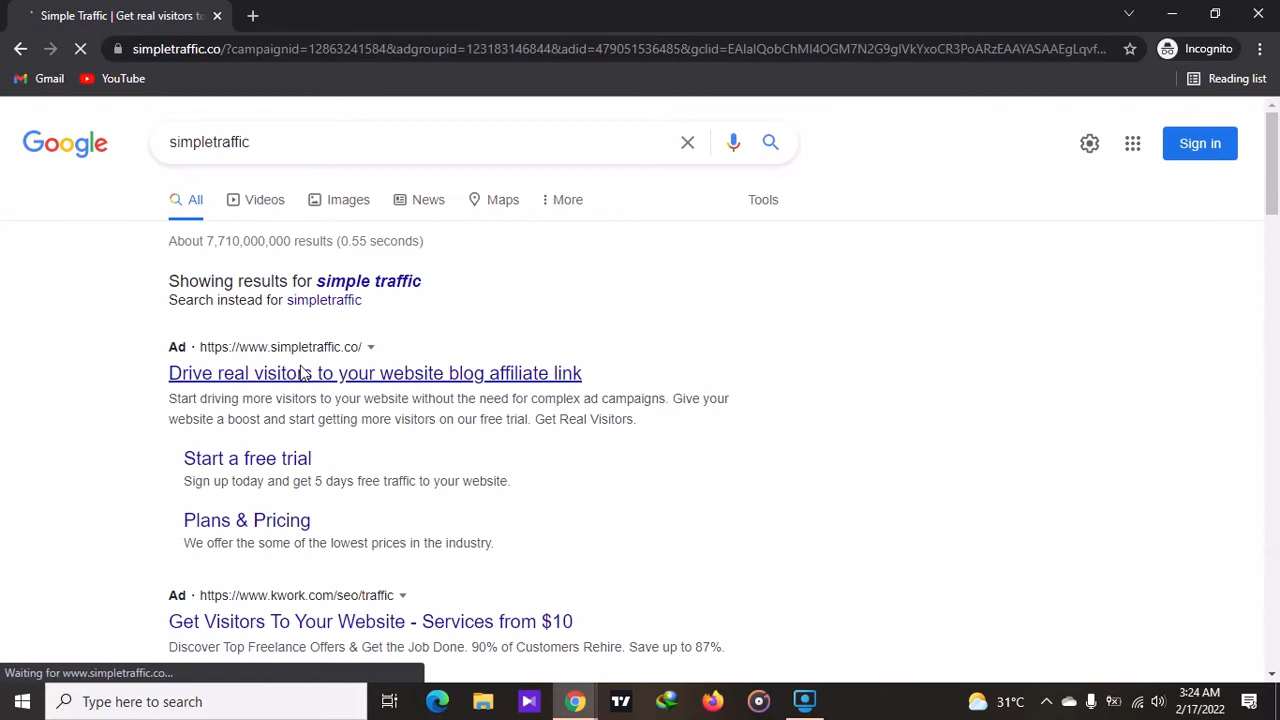 Simple Traffic | Get real visitors to
simpletraffic.co/?campaignid=12863241584&adgroupid=123183146844&adid=479051536485&gclid=EAIaIQobChMI4OGM7N2G9gIVkYxoCR3PoARzEAAYASAAEgLqvf...
Incognito
Gmail YouTube
Reading list
Google
simpletraffic
Sign in
All Videos Images News Maps More Tools
About 7,710,000,000 results (0.55 seconds)
Showing results for simple traffic
Search instead for simpletraffic
Ad · https://www.simpletraffic.co/
Drive real visitors to your website blog affiliate link
Start driving more visitors to your website without the need for complex ad campaigns. Give your
website a boost and start getting more visitors on our free trial. Get Real Visitors.
Start a free trial
Sign up today and get 5 days free traffic to your website.
Plans & Pricing
We offer the some of the lowest prices in the industry.
Ad · https://www.kwork.com/seo/traffic
Get Visitors To Your Website - Services from $10
Discover Top Freelance Offers & Get the Job Done. 90% of Customers Rehire. Save up to 87%.
Waiting for www.simpletraffic.co...
Type here to search
31°C
3:24 AM
2/17/2022